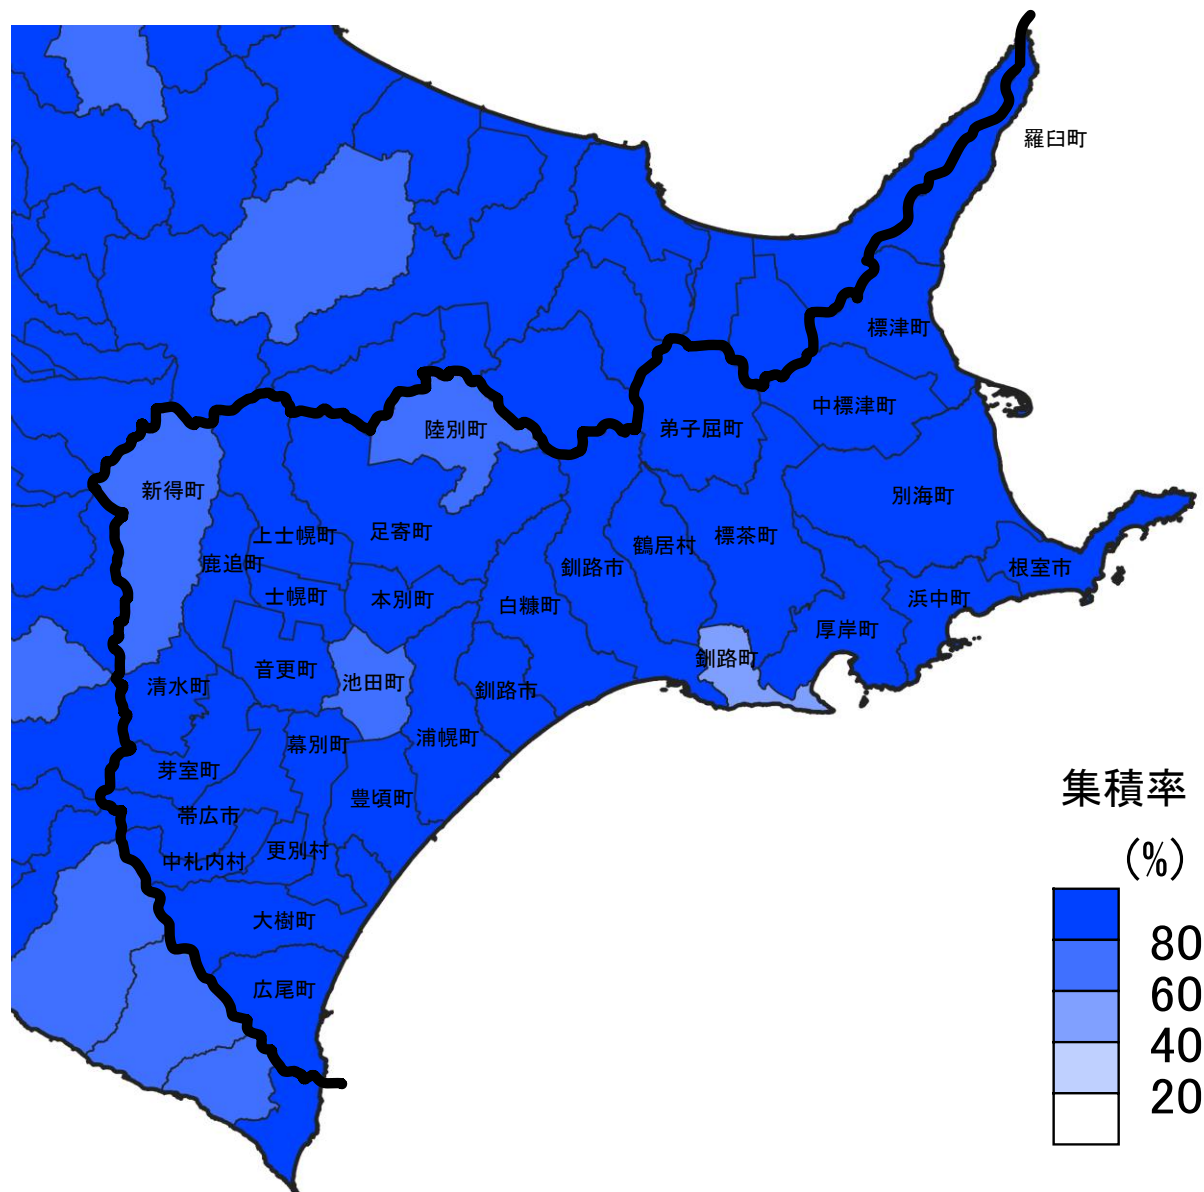 羅臼町
標津町
中標津町
弟子屈町
陸別町
新得町
別海町
上士幌町
足寄町
標茶町
鶴居村
鹿追町
釧路市
根室市
士幌町
本別町
白糠町
浜中町
厚岸町
音更町
釧路町
清水町
池田町
釧路市
幕別町
浦幌町
芽室町
豊頃町
帯広市
中札内村
更別村
大樹町
広尾町
集積率
(%)
80
60
40
20